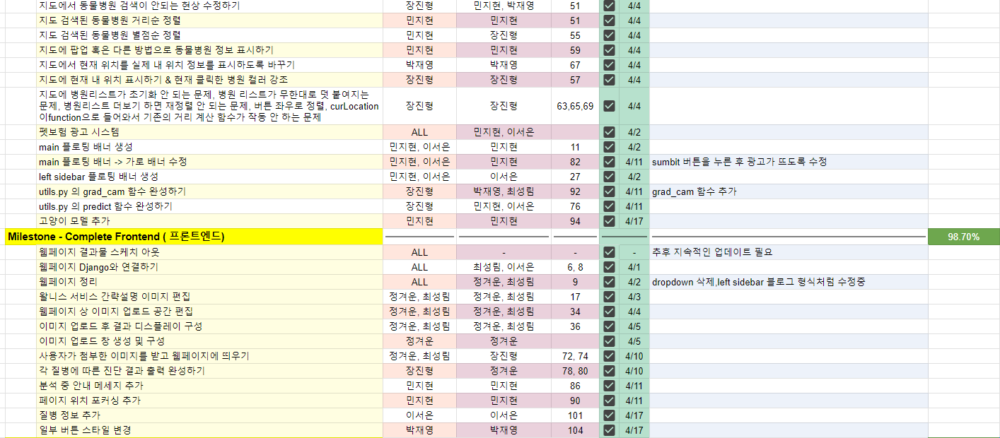 지도에서 동물병원 검색이 안되는 현상 수정하기 장진형 민지현, 박재영 51 4/4
지도 검색된 동물병원 거리순 정렬 민지현 민지현 51 4/4
지도 검색된 동물병원 별점순 정렬 민지현 장진형 55 4/4
지도에 팝업 혹은 다른 방법으로 동물병원 정보 표시하기 민지현 민지현 59 4/4
지도에서 현재 위치를 실제 내 위치 정보를 표시하도록 바꾸기 박재영 박재영 67 4/4
지도에 현재 내 위치 표시하기 & 현재 클릭한 병원 컬러 강조 장진형 장진형 57 4/4
지도에 병원리스트가 초기화 안 되는 문제, 병원 리스트가 무한대로 덧 붙여지는
문제, 병원리스트 더보기 하면 재정렬 안 되는 문제, 버튼 좌우로 정렬, curLocation 장진형 장진형 63,65,69 4/4
이function으로 들어와서 기존의 거리 계산 함수가 작동 안 하는 문제
펫보험 광고 시스템 ALL 민지현, 이서은 4/2
main 플로팅 배너 생성 민지현, 이서은 민지현 11 4/2
main 플로팅 배너 -> 가로 배너 수정 민지현, 이서은 민지현 82 4/11 sumbit 버튼을 누른 후 광고가 뜨도록 수정
left sidebar 플로팅 배너 생성 민지현, 이서은 이서은 27 4/2
utils.py 의 grad_cam 함수 완성하기 장진형 박재영, 최성림 92 4/11 grad_cam 함수 추가
utils.py 의 predict 함수 완성하기 장진형 민지현, 이서은 76 4/11
고양이 모델 추가 민지현 민지현 94 4/17
Milestone - Complete Frontend ( 프론트엔드) 98.70%
웹페이지 결과물 스케치 아웃 ALL - - - 추후 지속적인 업데이트 필요
웹페이지 Django와 연결하기 ALL 최성림, 이서은 6, 8 4/1
웹페이지 정리 ALL 정겨운, 최성림 9 4/2 dropdown 삭제,left sidebar 블로그 형식처럼 수정중
왈니스 서비스 간략설명 이미지 편집 정겨운, 최성림 정겨운, 최성림 17 4/3
웹페이지 상 이미지 업로드 공간 편집 정겨운, 최성림 정겨운, 최성림 34 4/4
이미지 업로드 후 결과 디스플레이 구성 정겨운, 최성림 정겨운, 최성림 36 4/5
이미지 업로드 창 생성 및 구성 정겨운 정겨운 4/5
사용자가 첨부한 이미지를 받고 웹페이지에 띄우기 정겨운, 최성림 장진형 72, 74 4/10
각 질병에 따른 진단 결과 출력 완성하기 장진형 정겨운 78, 80 4/10
분석 중 안내 메세지 추가 민지현 민지현 86 4/11
페이지 위치 포커싱 추가 민지현 민지현 90 4/11
질병 정보 추가 이서은 이서은 101 4/17
일부 버튼 스타일 변경 박재영 박재영 104 4/17